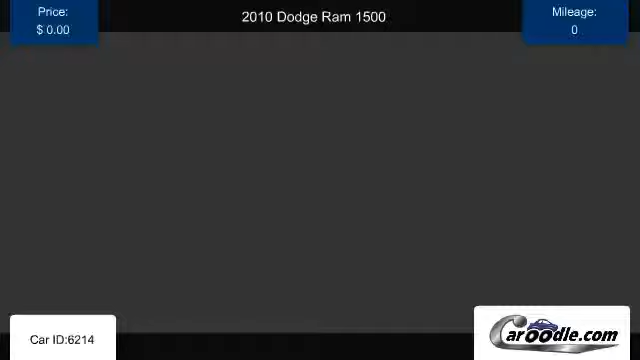 Price:
$ 0.00
2010 Dodge Ram 1500
Mileage:
0
Car ID:6214
Caroodle.com